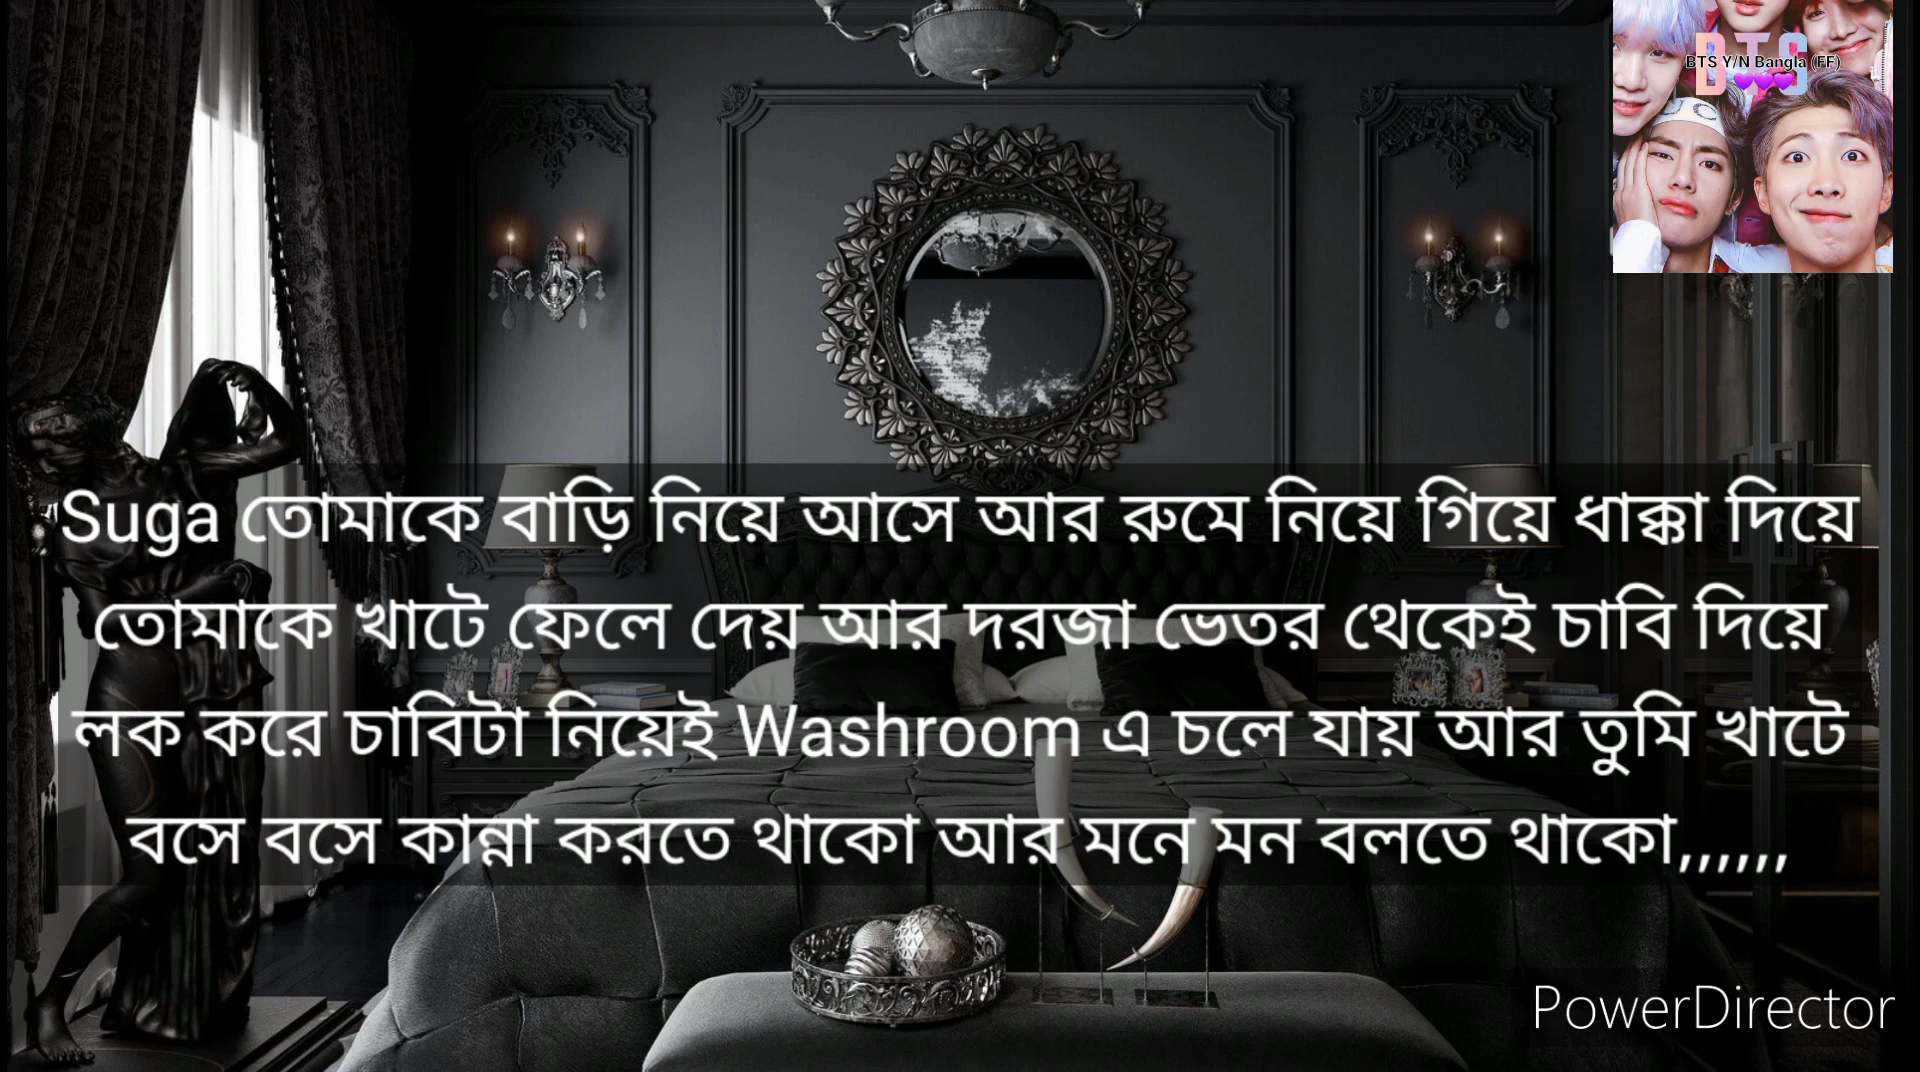 BTS
BTS Y/N Bangla (FF)
Suga তোমাকে বাড়ি নিয়ে আসে আর রুমে নিয়ে গিয়ে ধাক্কা দিয়ে
তোমাকে খাটে ফেলে দেয় আর দরজা ভেতর থেকেই চাবি দিয়ে
লক করে চাবিটা নিয়েই Washroom এ চলে যায় আর তুমি খাটে
বসে বসে কান্না করতে থাকো আর মনে মন বলতে থাকো,,,,,,
PowerDirector